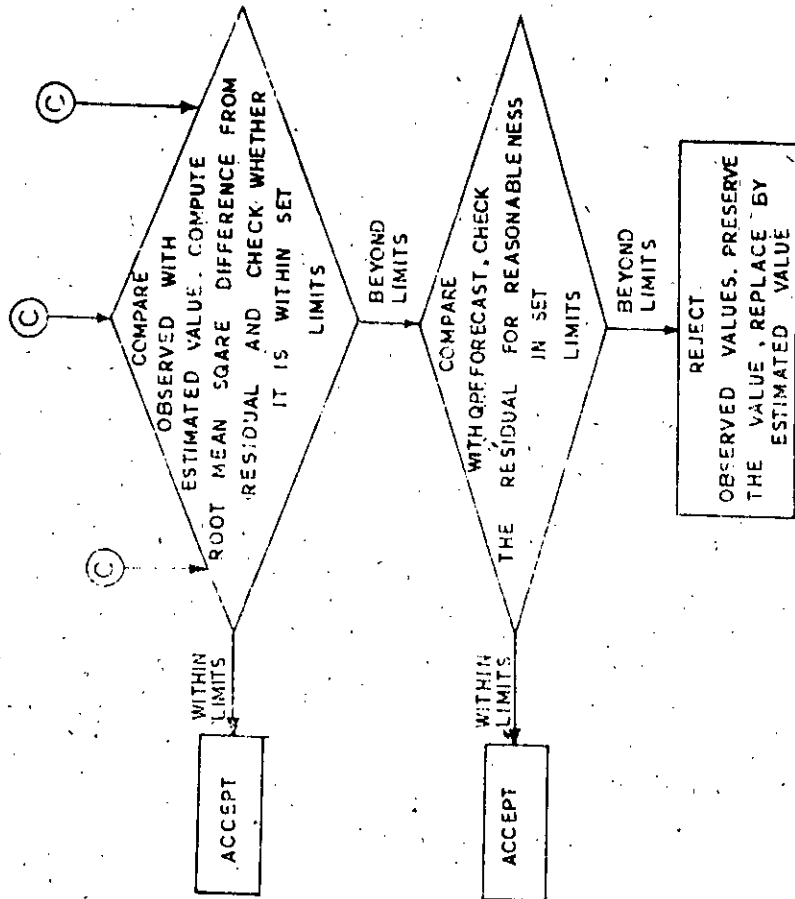 C
C
C
COMPARE
OBSERVED WITH
ESTIMATED VALUE. COMPUTE
ROOT MEAN SQARE DIFFERENCE FROM
RESIDUAL AND CHECK WHETHER
IT IS WITHIN SET
LIMITS
WITHIN
LIMITS
ACCEPT
BEYOND
LIMITS
COMPARE
WITH QPF FORECAST, CHECK
THE RESIDUAL FOR REASONABLENESS
IN SET
LIMITS
WITHIN
LIMITS
ACCEPT
BEYOND
LIMITS
REJECT
OBSERVED VALUES. PRESERVE
THE VALUE, REPLACE BY
ESTIMATED VALUE